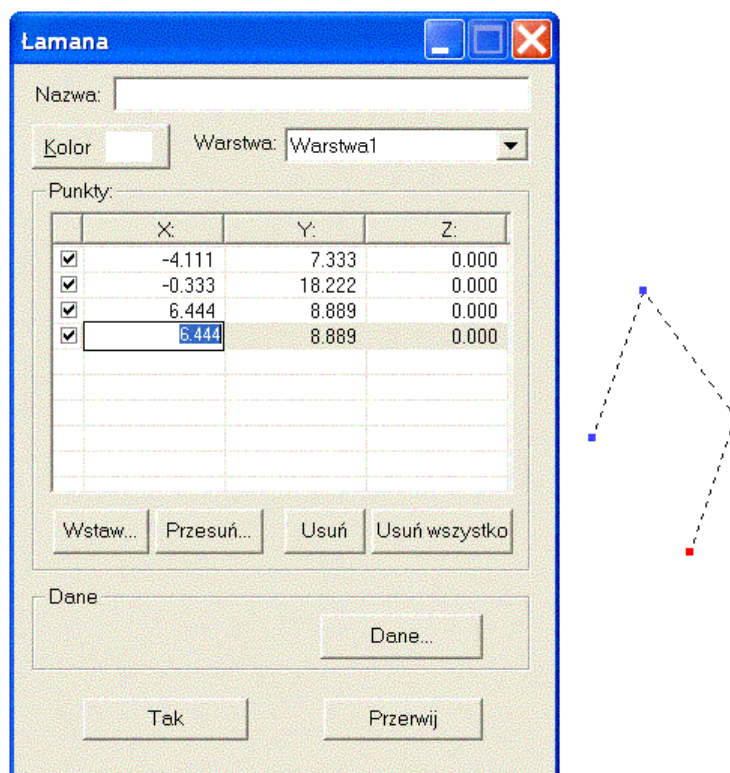 Łamana
Nazwa:
Kolor Warstwa: Warstwa1
Punkty:
X: Y: Z:
-4.111 7.333 0.000
-0.333 18.222 0.000
6.444 8.889 0.000
6.444 8.889 0.000
Wstaw... Przesuń... Usuń Usuń wszystko
Dane
Dane...
Tak Przerwij